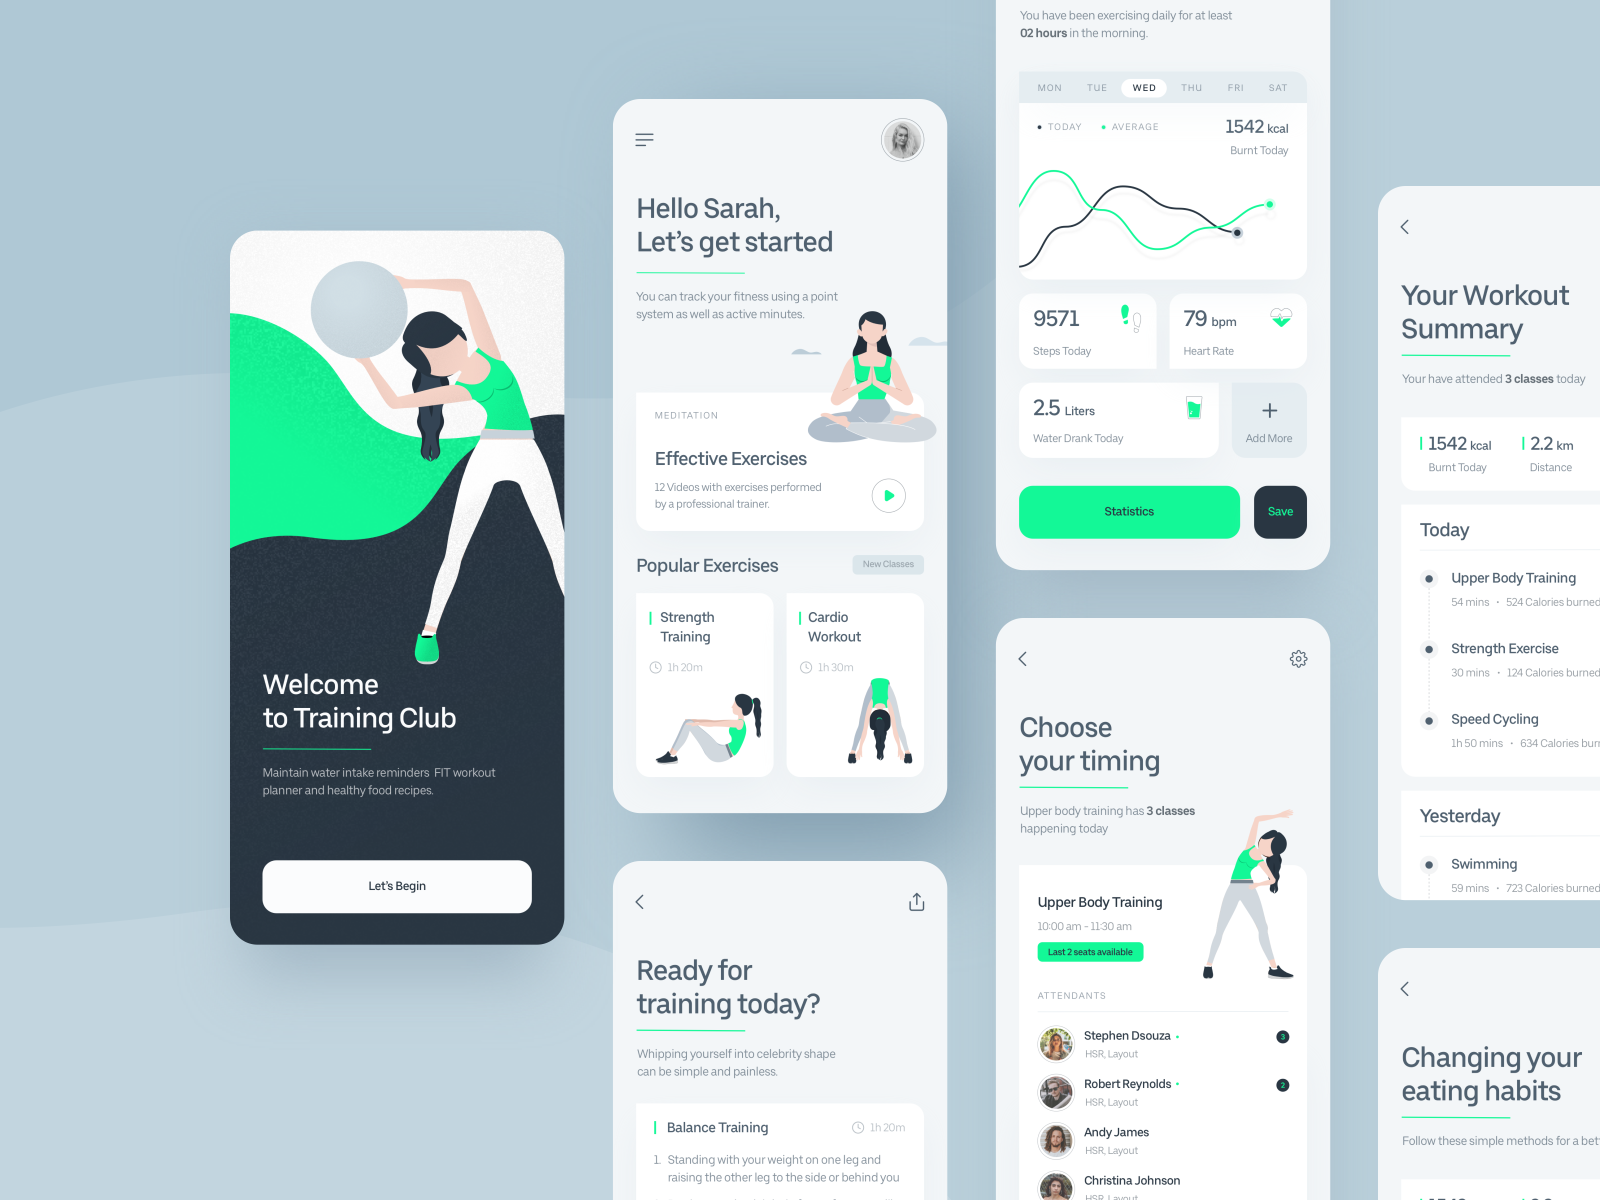 Welcome
to Training Club
Maintain water intake reminders FIT workout
planner and healthy food recipes.
Let's Begin
Hello Sarah,
Let's get started
You can track your fitness using a point
system as well as active minutes.
MEDITATION
Effective Exercises
12 Videos with exercises performed
by a professional trainer.
Popular Exercises
New Classes
Strength
Training
1h 20m
Cardio
Workout
1h 30m
Ready for
training today?
Whipping yourself into celebrity shape
can be simple and painless.
Balance Training
1h 20m
1. Standing with your weight on one leg and
raising the other leg to the side or behind you
You have been exercising daily for at least
02 hours in the morning.
MON TUE WED THU FRI SAT
TODAY AVERAGE
1542 kcal
Burnt Today
9571
Steps Today
79 bpm
Heart Rate
2.5 Liters
Water Drank Today
Add More
Statistics
Save
Choose
your timing
Upper body training has 3 classes
happening today
Upper Body Training
10:00 am - 11:30 am
Last 2 seats available
ATTENDANTS
Stephen Dsouza
3
HSR, Layout
Robert Reynolds
2
HSR, Layout
Andy James
HSR, Layout
Christina Johnson
HSR, Layout
Your Workout
Summary
Your have attended 3 classes today
1542 kcal
Burnt Today
2.2 km
Distance
Today
Upper Body Training
54 mins • 524 Calories burned
Strength Exercise
30 mins • 124 Calories burned
Speed Cycling
1h 50 mins • 634 Calories bur
Yesterday
Swimming
59 mins • 723 Calories burned
Changing your
eating habits
Follow these simple methods for a bet